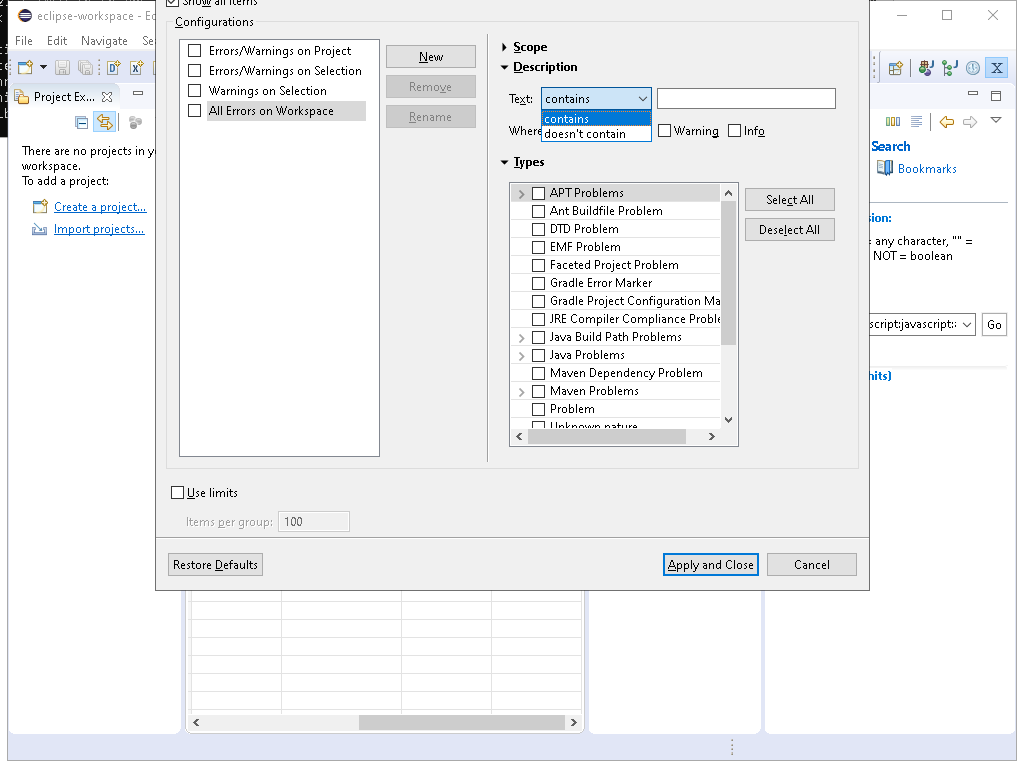 eclipse-workspace - Ec
Show all items
File Edit Navigate Se
Configurations
Errors/Warnings on Project
Errors/Warnings on Selection
Warnings on Selection
All Errors on Workspace
New
Remove
Rename
Scope
Description
Text: contains
contains
doesn't contain
Where
Warning
Info
Types
APT Problems
Ant Buildfile Problem
DTD Problem
EMF Problem
Faceted Project Problem
Gradle Error Marker
Gradle Project Configuration Ma
JRE Compiler Compliance Proble
Java Build Path Problems
Java Problems
Maven Dependency Problem
Maven Problems
Problem
Unknown nature
Select All
Deselect All
Use limits
Items per group: 100
Restore Defaults
Apply and Close
Cancel
Project Ex...
There are no projects in yo
workspace.
To add a project:
Create a project...
Import projects...
Search
Bookmarks
sion:
= any character, "" =
NOT = boolean
script:javascript:
Go
hits)